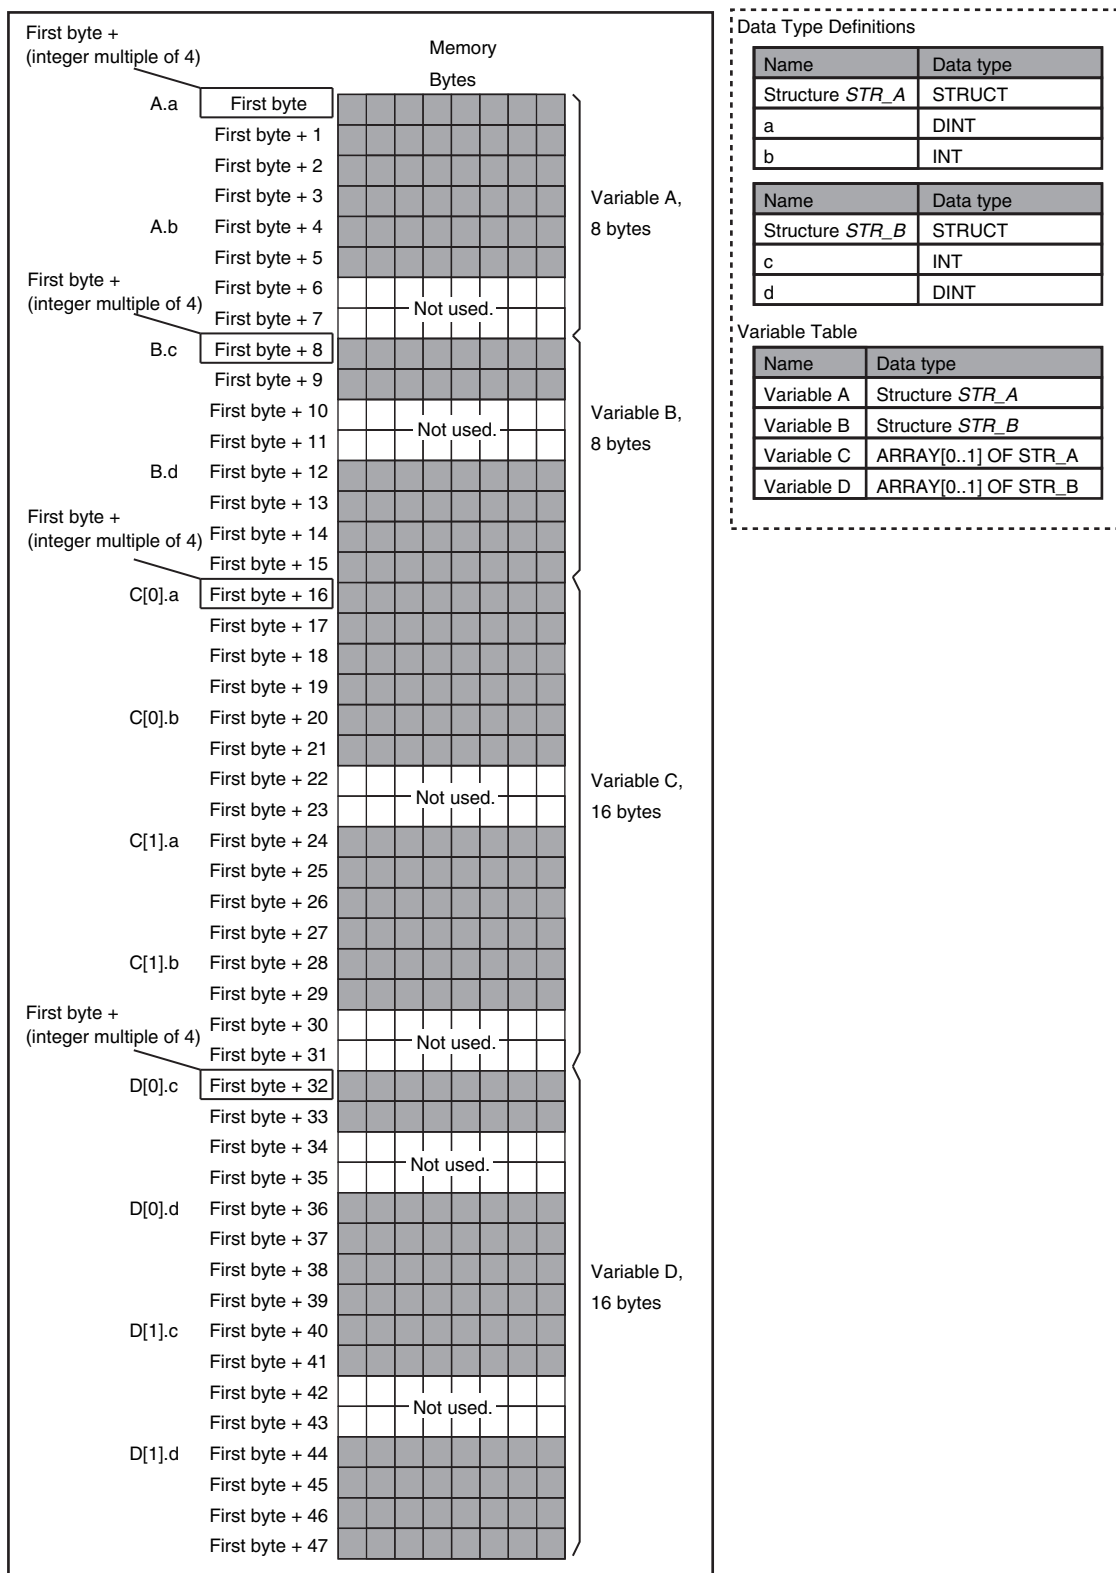 First byte +
(integer multiple of 4)
Memory
Bytes
A.a First byte
First byte + 1
First byte + 2
First byte + 3
Variable A,
8 bytes
A.b First byte + 4
First byte + 5
First byte +
(integer multiple of 4)
First byte + 6
Not used.
First byte + 7
B.c First byte + 8
First byte + 9
First byte + 10
Variable B,
8 bytes
Not used.
First byte + 11
B.d First byte + 12
First byte + 13
First byte +
(integer multiple of 4)
First byte + 14
First byte + 15
C[0].a First byte + 16
First byte + 17
First byte + 18
First byte + 19
C[0].b First byte + 20
First byte + 21
First byte + 22
Not used.
First byte + 23
Variable C,
16 bytes
C[1].a First byte + 24
First byte + 25
First byte + 26
First byte + 27
C[1].b First byte + 28
First byte + 29
First byte +
(integer multiple of 4)
First byte + 30
Not used.
First byte + 31
D[0].c First byte + 32
First byte + 33
First byte + 34
Not used.
First byte + 35
D[0].d First byte + 36
First byte + 37
First byte + 38
First byte + 39
Variable D,
16 bytes
D[1].c First byte + 40
First byte + 41
First byte + 42
Not used.
First byte + 43
D[1].d First byte + 44
First byte + 45
First byte + 46
First byte + 47
Data Type Definitions
Name Data type
Structure STR_A STRUCT
a DINT
b INT
Name Data type
Structure STR_B STRUCT
c INT
d DINT
Variable Table
Name Data type
Variable A Structure STR_A
Variable B Structure STR_B
Variable C ARRAY[0..1] OF STR_A
Variable D ARRAY[0..1] OF STR_B